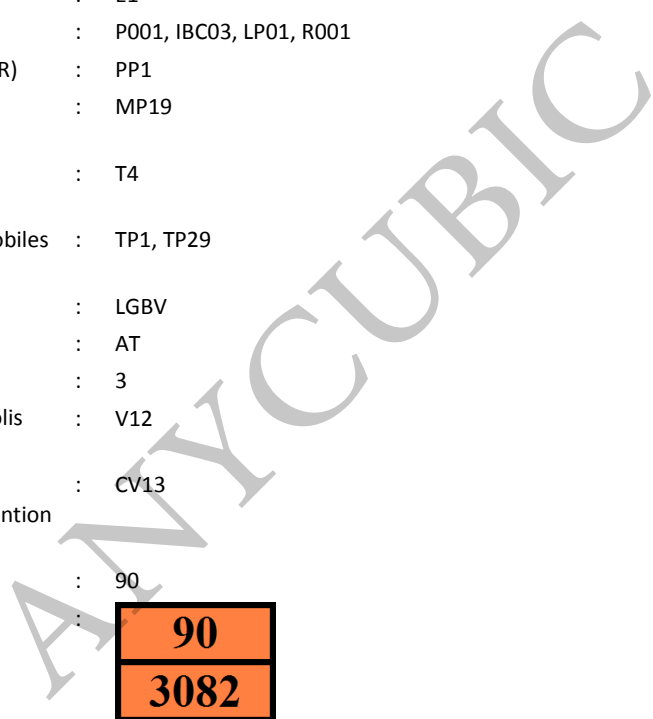 : E1
: P001, IBC03, LP01, R001
R) : PP1
: MP19
: T4
obiles : TP1, TP29
: LGBV
: AT
: 3
lis : V12
: CV13
ntion
: 90
:
90
3082
ANYCUBIC